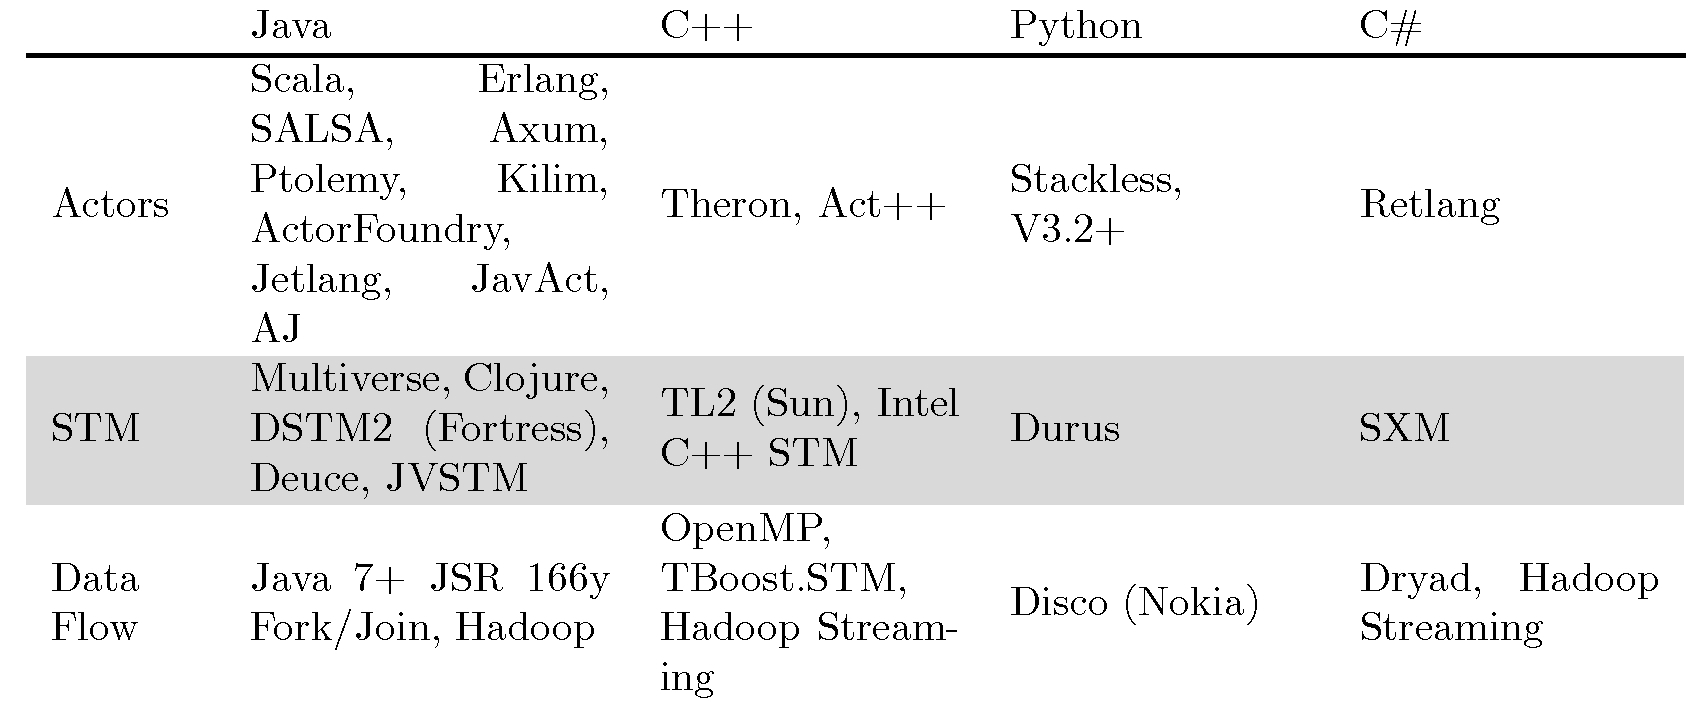 Java C++ Python C#
Actors
Scala, Erlang,
SALSA, Axum,
Ptolemy, Kilim,
ActorFoundry,
Jetlang, JavAct,
AJ
Theron, Act++
Stackless,
V3.2+
Retlang
STM
Multiverse, Clojure,
DSTM2 (Fortress),
Deuce, JVSTM
TL2 (Sun), Intel
C++ STM
Durus
SXM
Data
Flow
Java 7+ JSR 166y
Fork/Join, Hadoop
OpenMP,
TBoost.STM,
Hadoop Stream-
ing
Disco (Nokia)
Dryad, Hadoop
Streaming